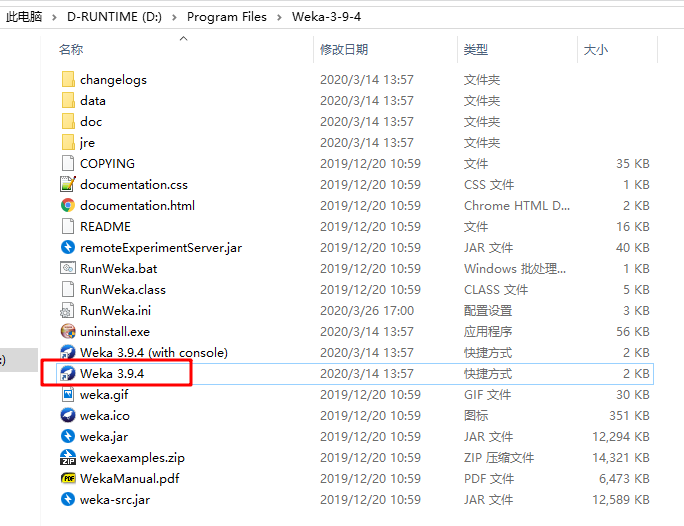 此电脑 > D-RUNTIME (D:) > Program Files > Weka-3-9-4
名称 修改日期 类型 大小
changelogs 2020/3/14 13:57 文件夹
data 2020/3/14 13:57 文件夹
doc 2020/3/14 13:57 文件夹
jre 2020/3/14 13:57 文件夹
COPYING 2019/12/20 10:59 文件 35 KB
documentation.css 2019/12/20 10:59 CSS 文件 1 KB
documentation.html 2019/12/20 10:59 Chrome HTML D... 2 KB
README 2019/12/20 10:59 文件 16 KB
remoteExperimentServer.jar 2019/12/20 10:59 JAR 文件 40 KB
RunWeka.bat 2019/12/20 10:59 Windows 批处理... 1 KB
RunWeka.class 2019/12/20 10:59 CLASS 文件 5 KB
RunWeka.ini 2020/3/26 17:00 配置设置 3 KB
uninstall.exe 2020/3/14 13:57 应用程序 56 KB
Weka 3.9.4 (with console) 2020/3/14 13:57 快捷方式 2 KB
:) Weka 3.9.4 2020/3/14 13:57 快捷方式 2 KB
weka.gif 2019/12/20 10:59 GIF 文件 30 KB
weka.ico 2019/12/20 10:59 图标 351 KB
weka.jar 2019/12/20 10:59 JAR 文件 12,294 KB
wekaexamples.zip 2019/12/20 10:59 ZIP 压缩文件 14,321 KB
WekaManual.pdf 2019/12/20 10:59 PDF 文件 6,473 KB
weka-src.jar 2019/12/20 10:59 JAR 文件 12,589 KB